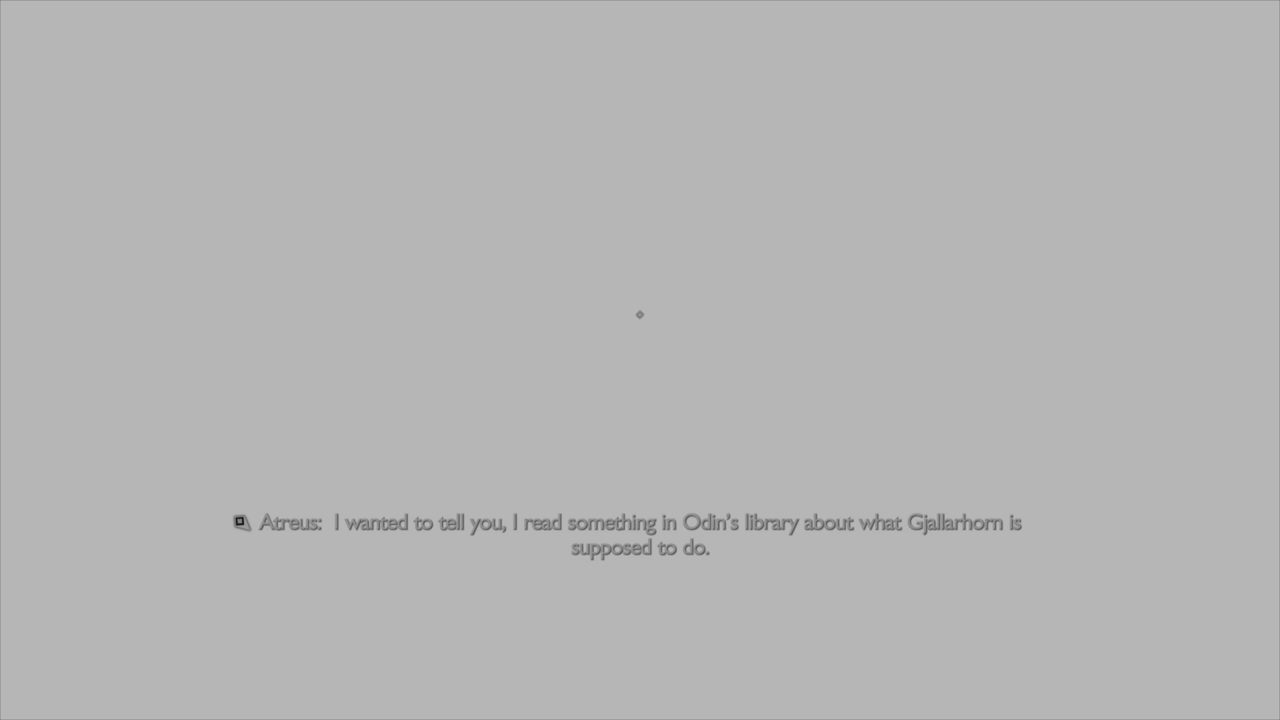 Atreus: I wanted to tell you, I read something in Odin's library about what Gjallarhorn is
supposed to do.